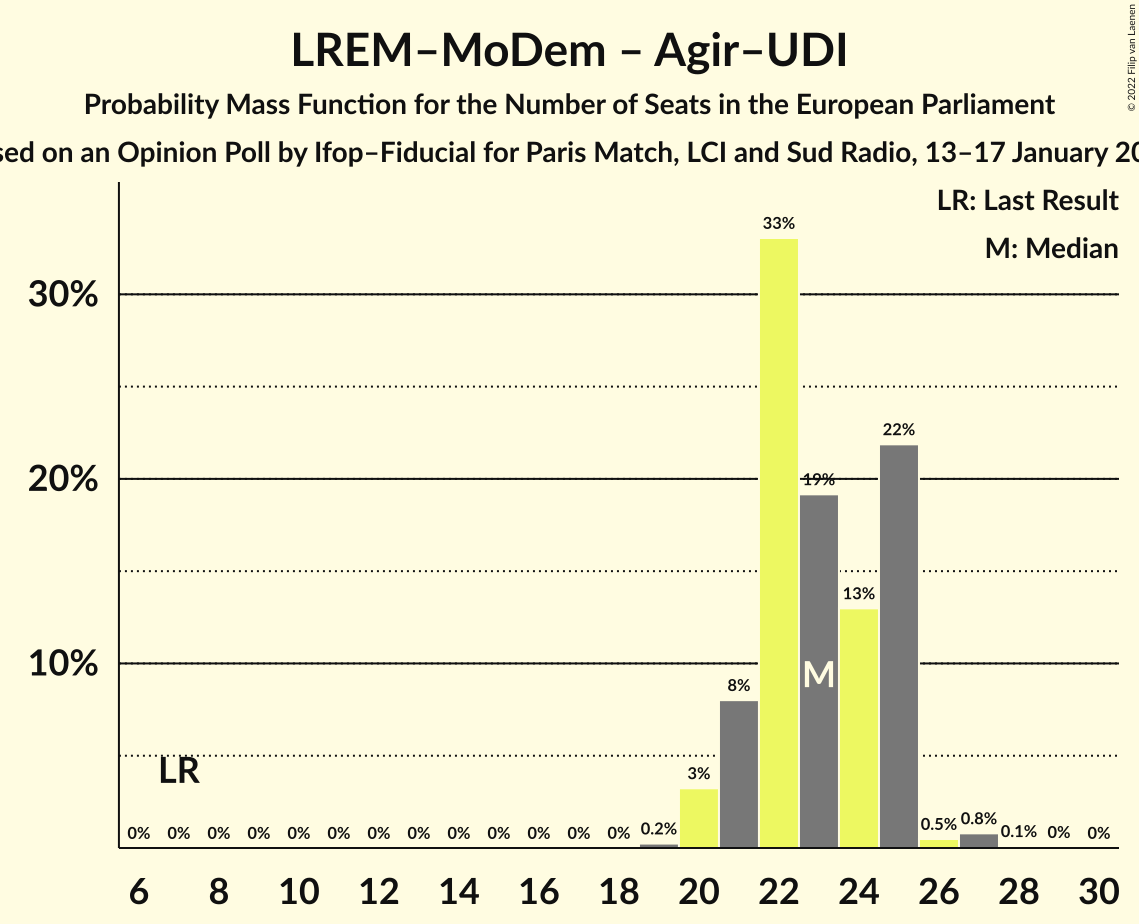 LREM–MoDem – Agir–UDI
Probability Mass Function for the Number of Seats in the European Parliament
sed on an Opinion Poll by Ifop–Fiducial for Paris Match, LCI and Sud Radio, 13–17 January 20
© 2022 Filip van Laenen
LR: Last Result
M: Median
33%
30%
22%
20%
19%
13%
10%
M
8%
LR
3%
0% 0% 0% 0% 0% 0% 0% 0% 0% 0% 0% 0% 0% 0.2% 0.5% 0.8% 0.1% 0% 0%
6 8 10 12 14 16 18 20 22 24 26 28 30